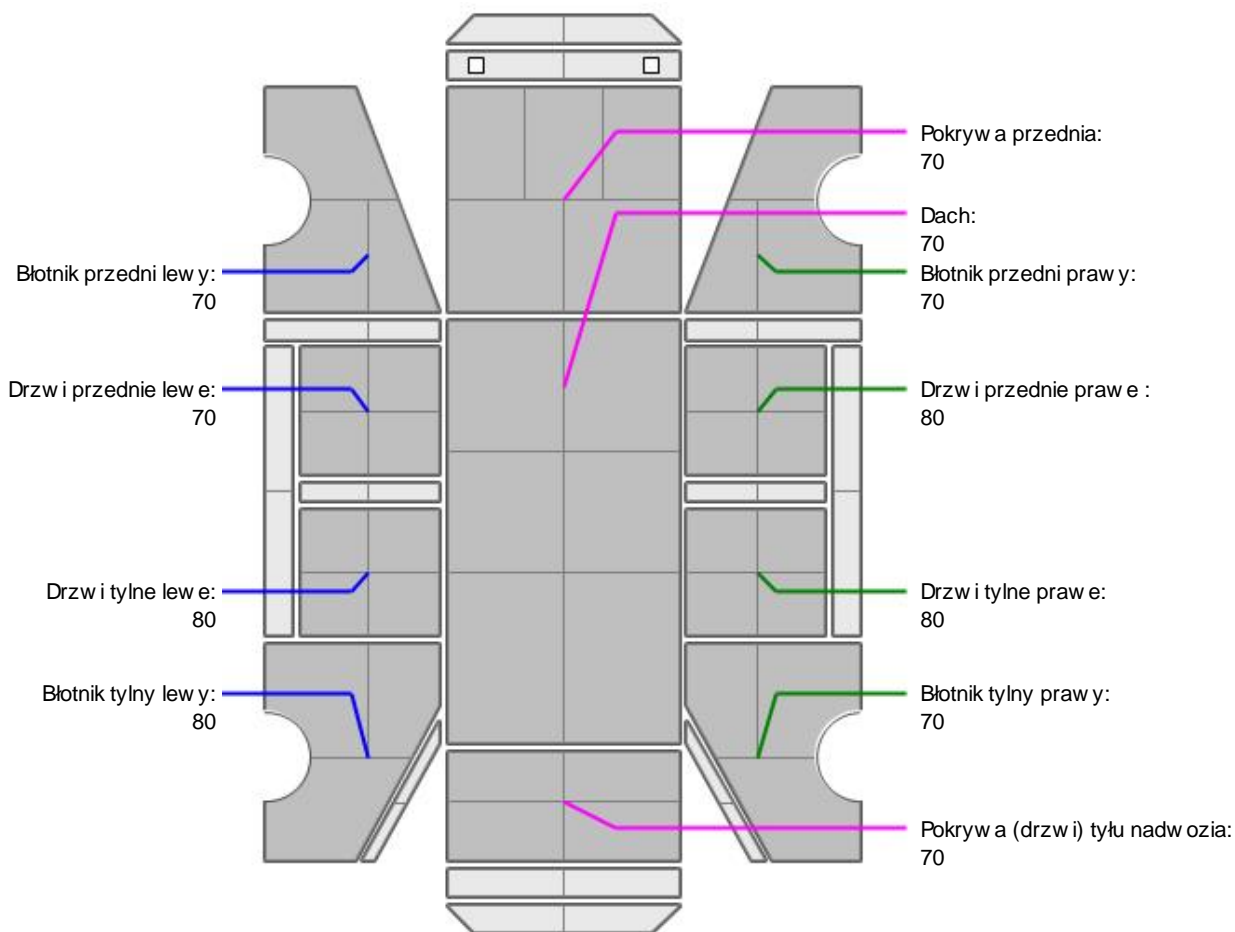 Pokrywa przednia:
70
Dach:
70
Błotnik przedni lewy:
70
Błotnik przedni prawy:
70
Drzwi przednie lewe:
70
Drzwi przednie prawe :
80
Drzwi tylne lewe:
80
Drzwi tylne prawe:
80
Błotnik tylny lewy:
80
Błotnik tylny prawy:
70
Pokrywa (drzwi) tyłu nadwozia:
70